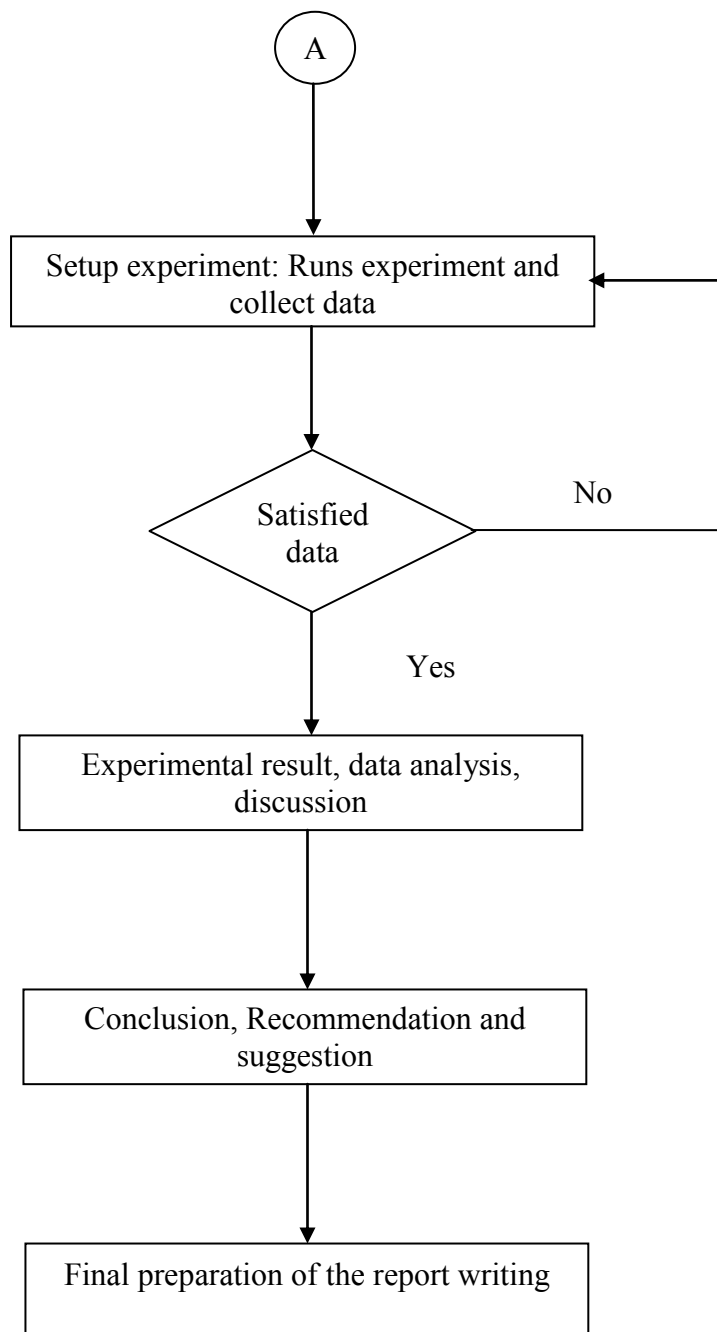 A
Setup experiment: Runs experiment and
collect data
Satisfied
data
No
Yes
Experimental result, data analysis,
discussion
Conclusion, Recommendation and
suggestion
Final preparation of the report writing